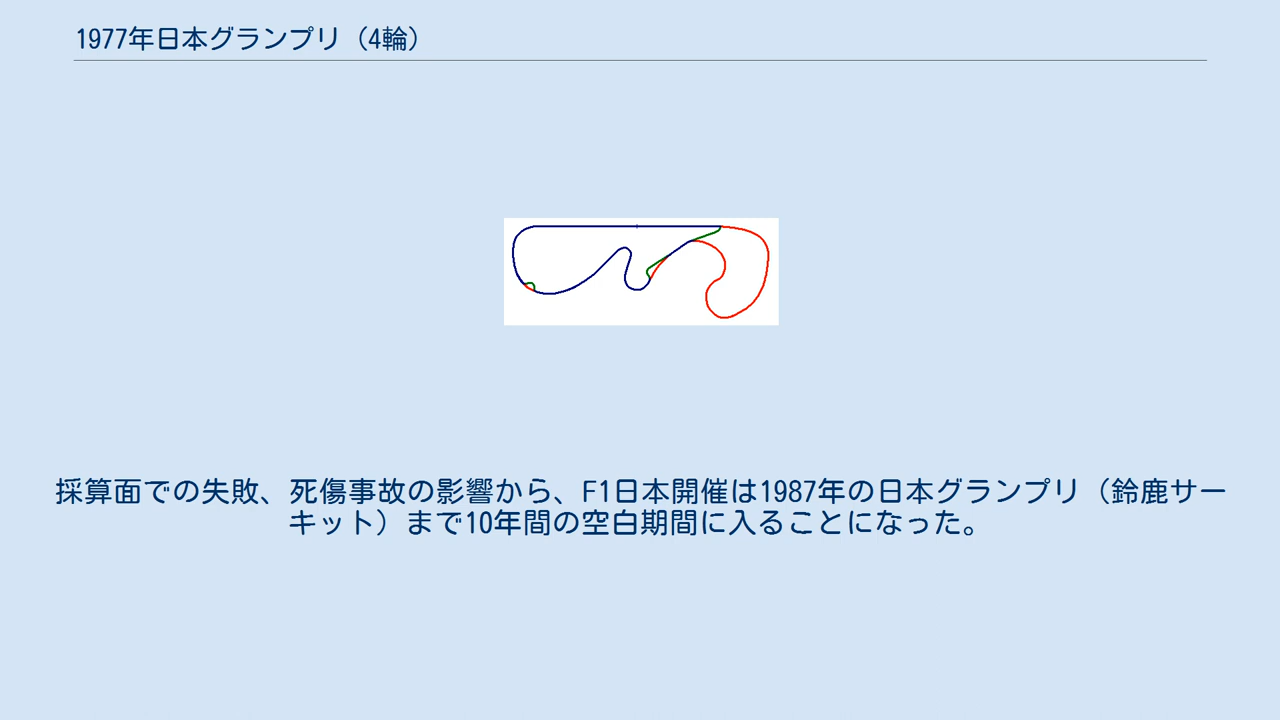 1977年日本グランプリ（4輪）
採算面での失敗、死傷事故の影響から、F1日本開催は1987年の日本グランプリ（鈴鹿サー
キット）まで10年間の空白期間に入ることになった。